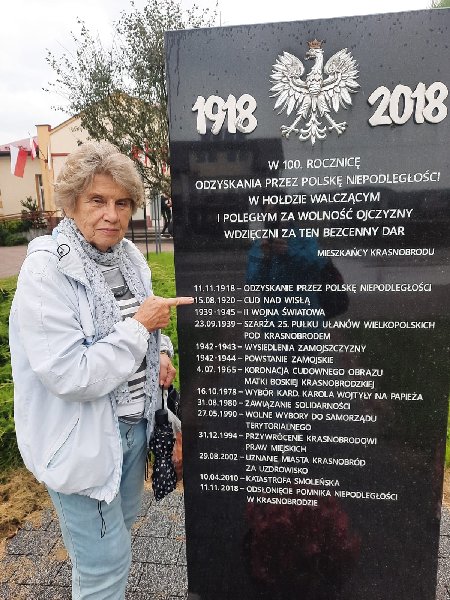 1918 2018
W 100. ROCZNICĘ
ODZYSKANIA PRZEZ POLSKĘ NIEPODLEGŁOŚCI
W HOŁDZIE WALCZĄCYM
I POLEGŁYM ZA WOLNOŚĆ OJCZYZNY
WDZIĘCZNI ZA TEN BEZCENNY DAR
MIESZKAŃCY KRASNOBRODU
11.11.1918 – ODZYSKANIE PRZEZ POLSKĘ NIEPODLEGŁOŚCI
15.08.1920 – CUD NAD WISŁĄ
1939-1945 – II WOJNA ŚWIATOWA
23.09.1939 – SZARŻA 25. PUŁKU UŁANÓW WIELKOPOLSKICH
POD KRASNOBRODEM
1942-1943 – WYSIEDLENIA ZAMOJSZCZYZNY
1942-1944 – POWSTANIE ZAMOJSKIE
4.07.1965 – KORONACJA CUDOWNEGO OBRAZU
MATKI BOSKIEJ KRASNOBRODZKIEJ
16.10.1978 – WYBÓR KARD. KAROLA WOJTYŁY NA PAPIEŻA
31.08.1980 – ZAWIĄZANIE SOLIDARNOŚCI
27.05.1990 – WOLNE WYBORY DO SAMORZĄDU
TERYTORIALNEGO
31.12.1994 – PRZYWRÓCENIE KRASNOBRODOWI
PRAW MIEJSKICH
29.08.2002 – UZNANIE MIASTA KRASNOBRÓD
ZA UZDROWISKO
10.04.2010 – KATASTROFA SMOLEŃSKA
11.11.2018 – ODSŁONIĘCIE POMNIKA NIEPODLEGŁOŚCI
W KRASNOBRODZIE